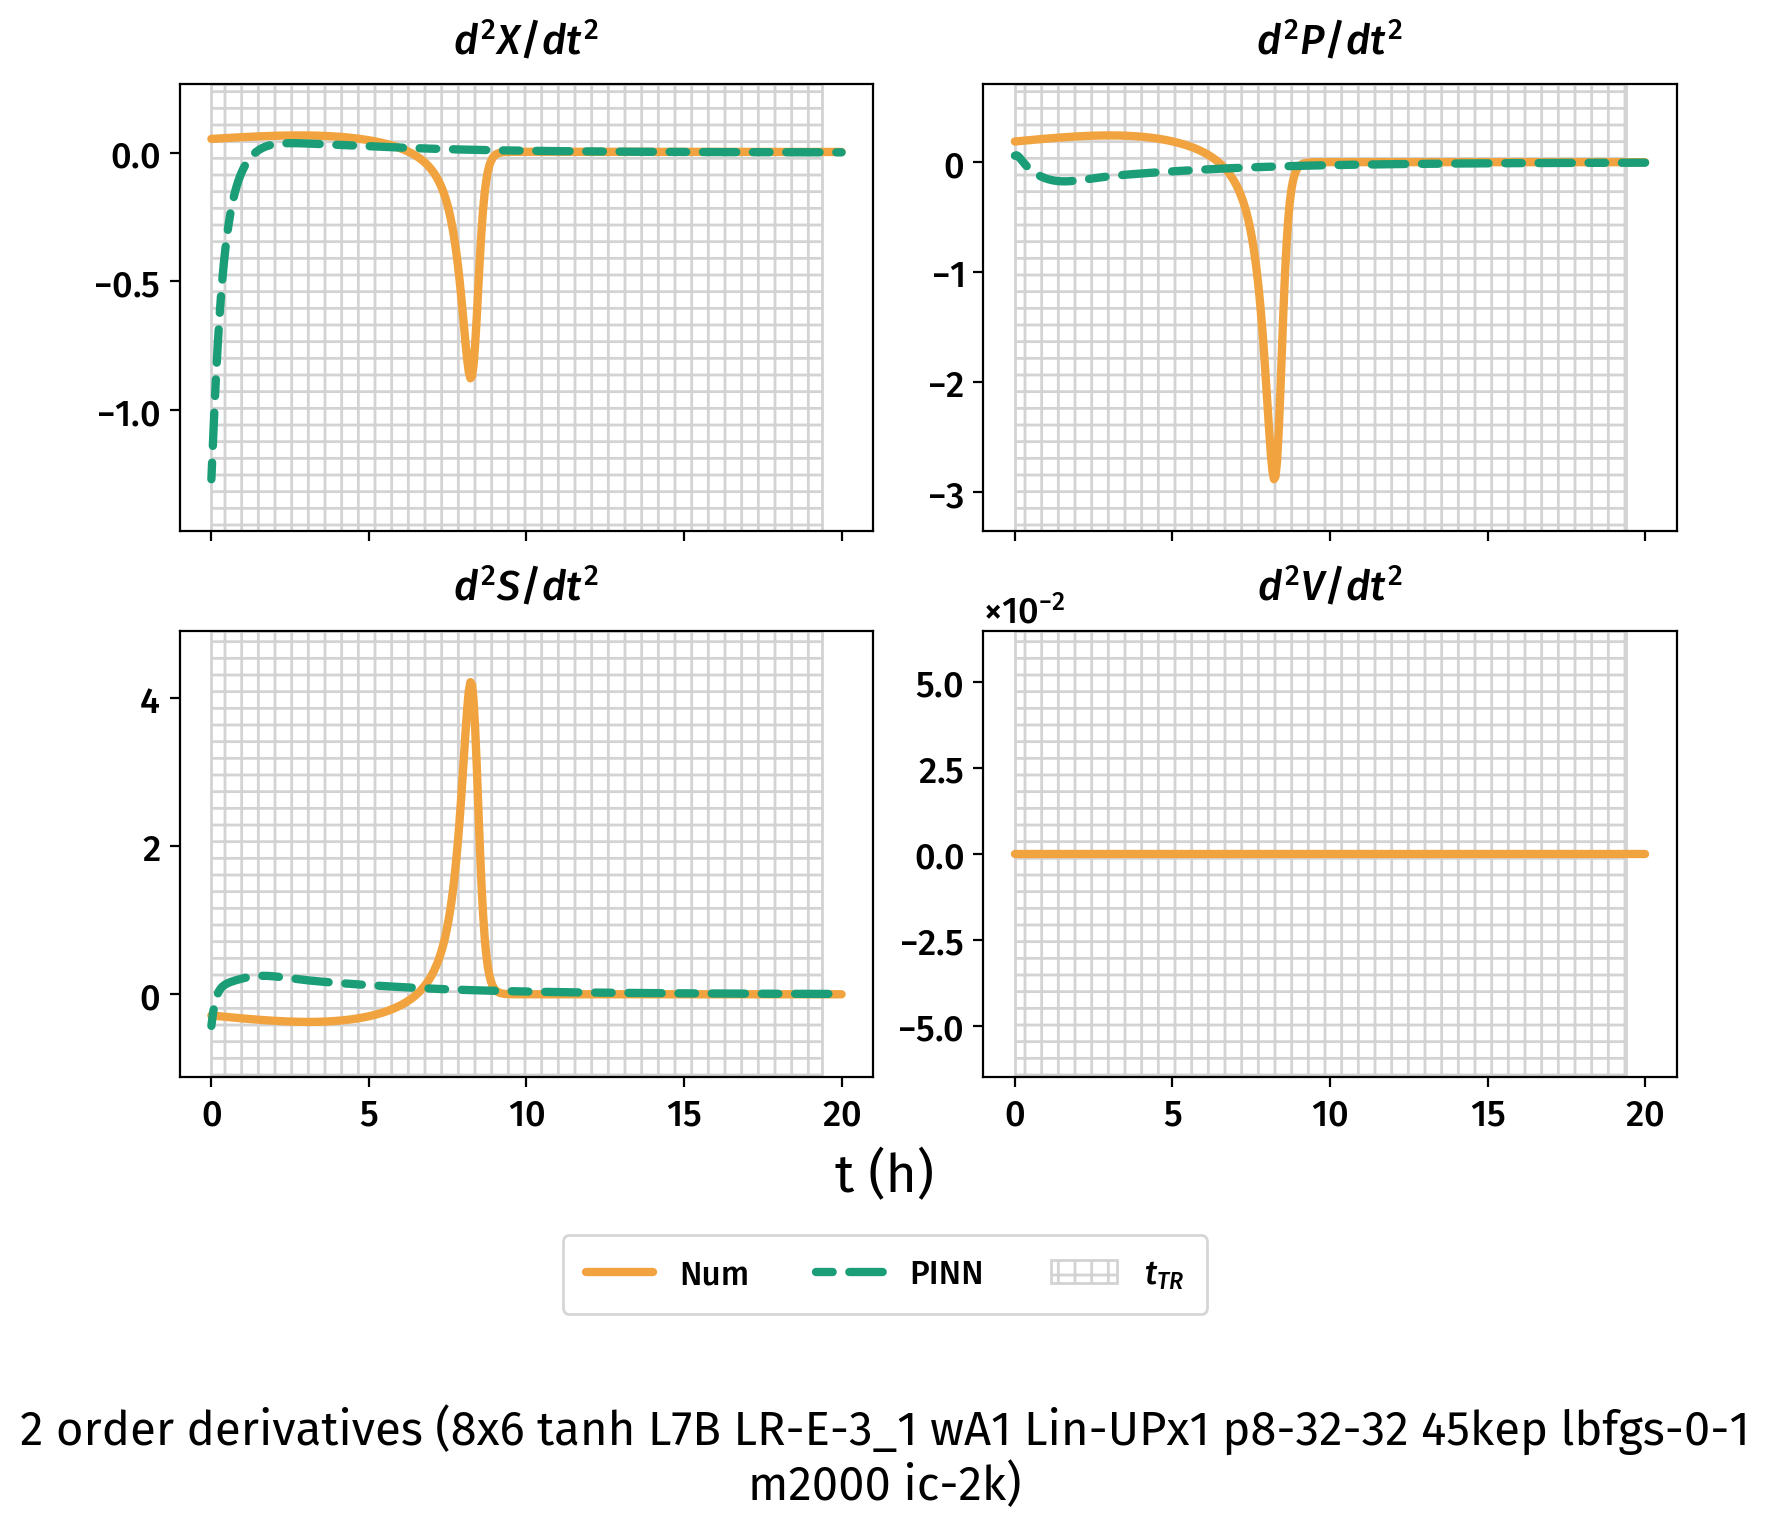 d²X/dt²
d²P/dt²
0.0
−0.5
−1.0
0
−1
−2
−3
d²S/dt²
d²V/dt²
×10⁻²
4
2
0
5.0
2.5
0.0
−2.5
−5.0
0 5 10 15 20
0 5 10 15 20
t (h)
Num PINN t_TR
2 order derivatives (8x6 tanh L7B LR-E-3_1 wA1 Lin-UPx1 p8-32-32 45kep lbfgs-0-1
m2000 ic-2k)